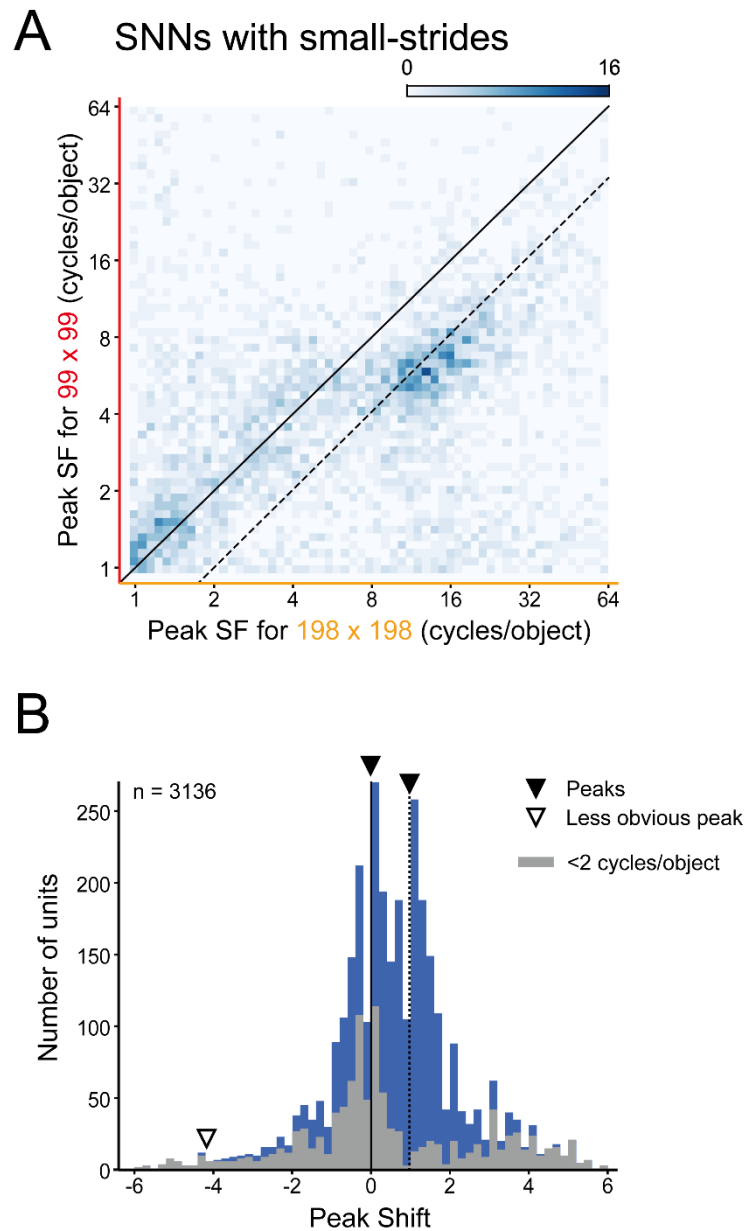 A
SNNs with small-strides
0 16
64
32
16
8
4
2
1
Peak SF for 99 x 99 (cycles/object)
1 2 4 8 16 32 64
Peak SF for 198 x 198 (cycles/object)
B
n = 3136
Peaks
Less obvious peak
<2 cycles/object
250
200
150
100
50
0
Number of units
-6 -4 -2 0 2 4 6
Peak Shift